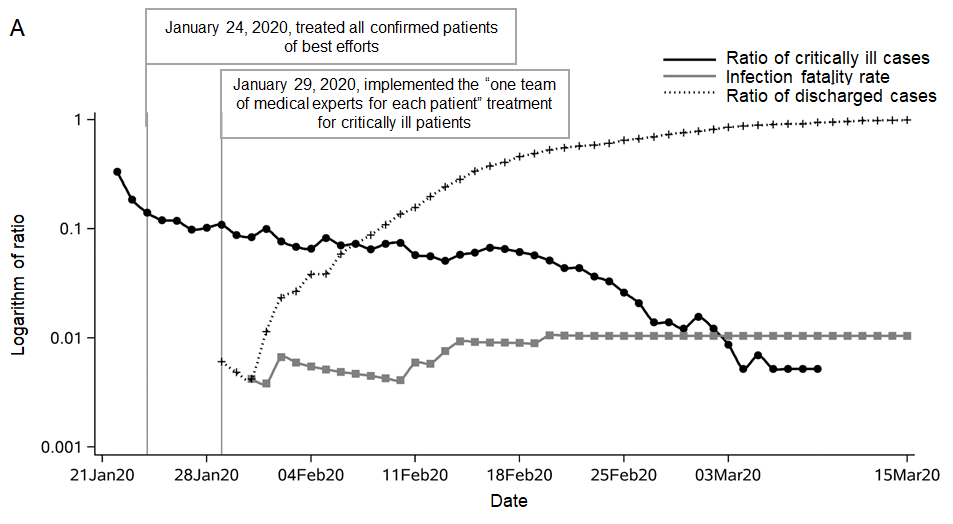 A
January 24, 2020, treated all confirmed patients
of best efforts
January 29, 2020, implemented the “one team
of medical experts for each patient” treatment
for critically ill patients
Ratio of critically ill cases
Infection fatality rate
Ratio of discharged cases
Logarithm of ratio
1
0.1
0.01
0.001
21Jan20 28Jan20 04Feb20 11Feb20 18Feb20 25Feb20 03Mar20 15Mar20
Date